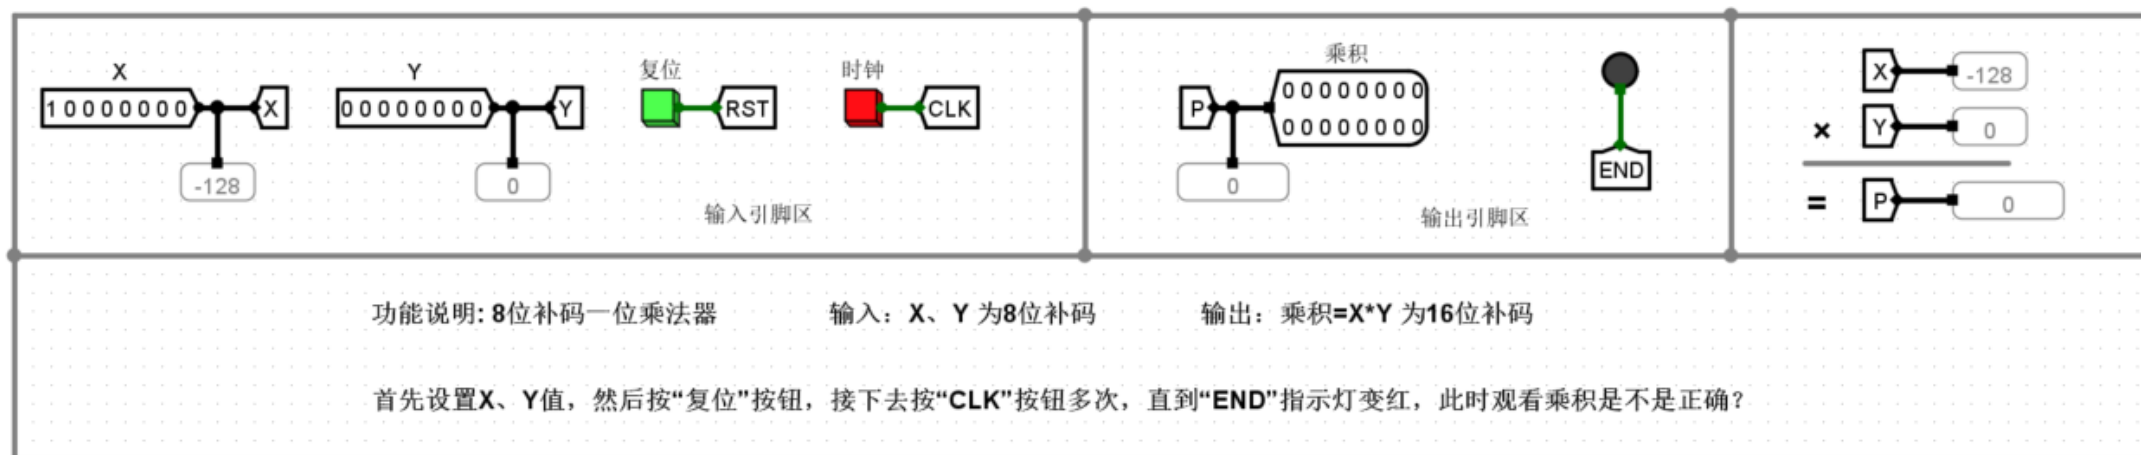 X
10000000
X
-128
Y
00000000
Y
0
复位
RST
时钟
CLK
输入引脚区
乘积
P
00000000
00000000
0
END
输出引脚区
X
-128
×
Y
0
=
P
0
功能说明: 8位补码一位乘法器
输入：X、Y 为8位补码
输出：乘积=X*Y 为16位补码
首先设置X、Y值，然后按“复位”按钮，接下去按“CLK”按钮多次，直到“END”指示灯变红，此时观看乘积是不是正确？